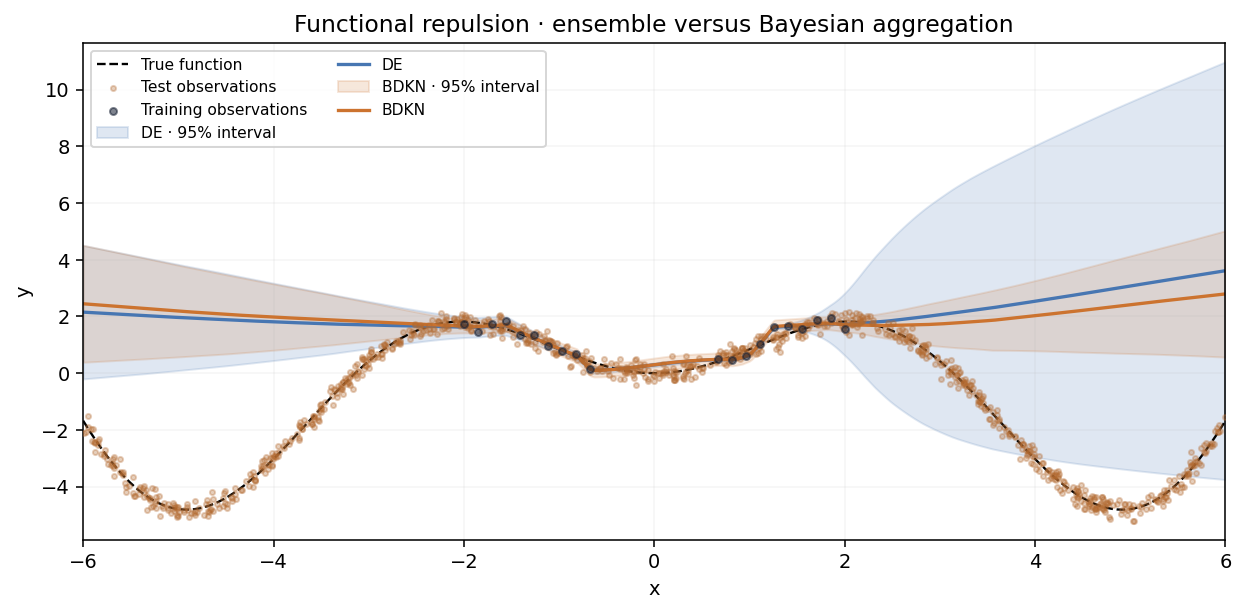 Functional repulsion · ensemble versus Bayesian aggregation
True function
Test observations
Training observations
DE · 95% interval
DE
BDKN · 95% interval
BDKN
y
10
8
6
4
2
0
−2
−4
−6 −4 −2 0 2 4 6
x